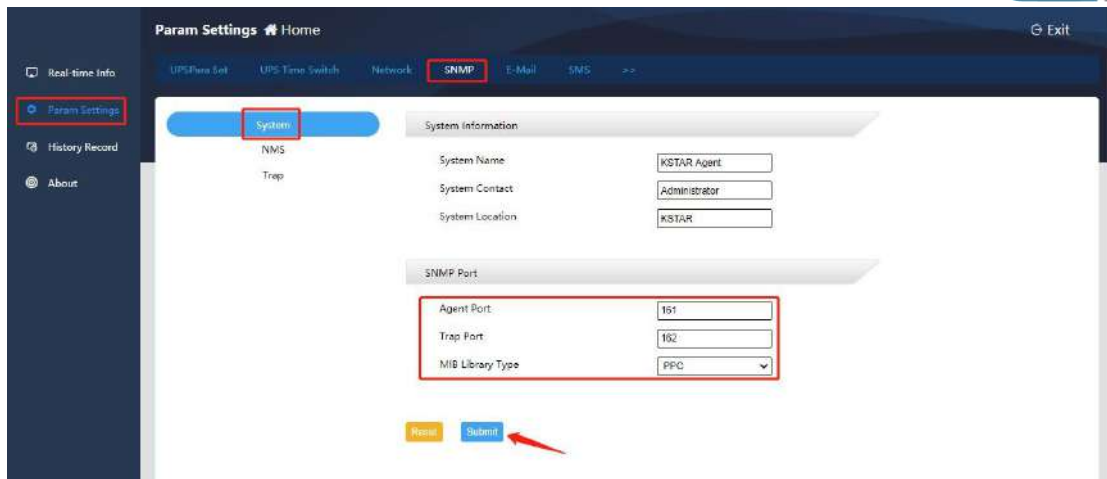 Param Settings Home
Exit
Real-time Info
Param Settings
History Record
About
UPSPara Set UPS Time Switch Network SNMP E-Mail SMS >>
System
NMS
Trap
System Information
System Name KSTAR Agent
System Contact Administrator
System Location KSTAR
SNMP Port
Agent Port 161
Trap Port 162
MIB Library Type PPC
Reset Submit